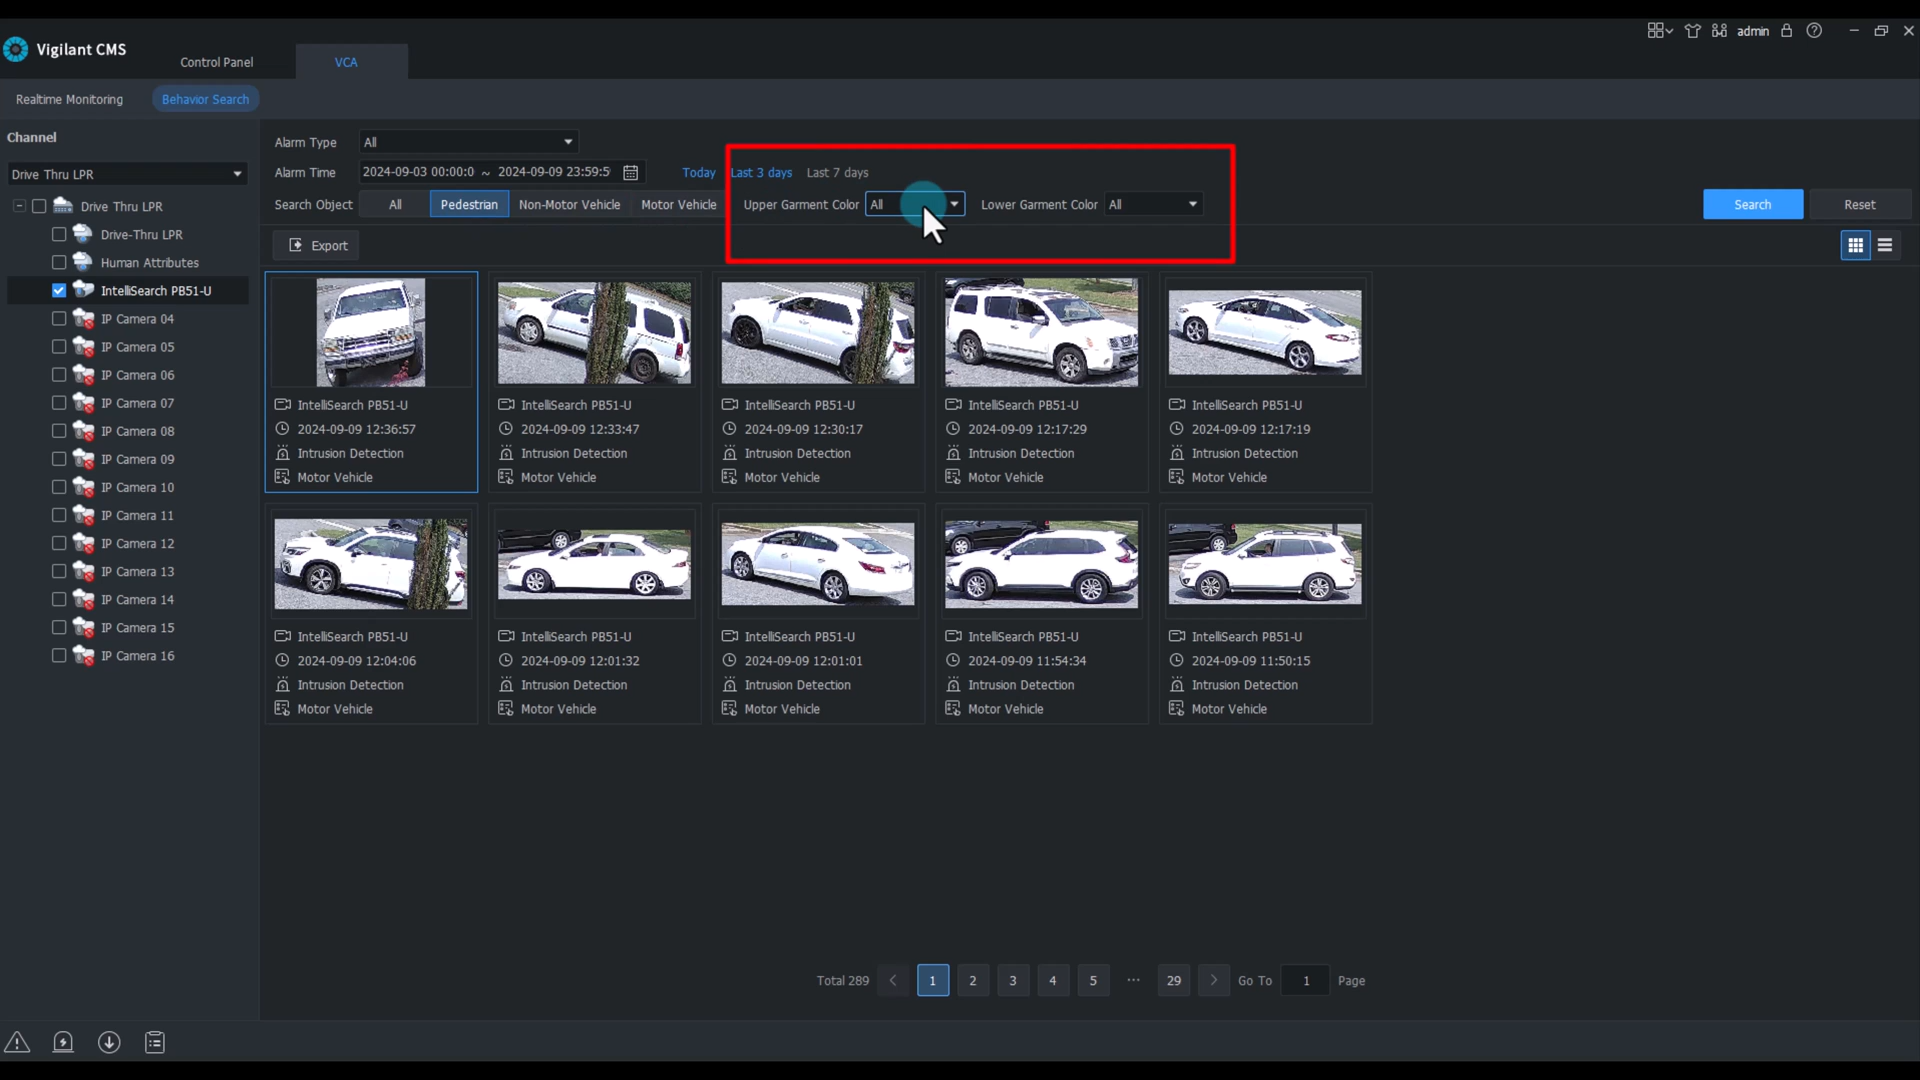 admin
Vigilant CMS
Control Panel
VCA
Realtime Monitoring
Behavior Search
Channel
Drive Thru LPR
Drive Thru LPR
Drive-Thru LPR
Human Attributes
IntelliSearch PB51-U
IP Camera 04
IP Camera 05
IP Camera 06
IP Camera 07
IP Camera 08
IP Camera 09
IP Camera 10
IP Camera 11
IP Camera 12
IP Camera 13
IP Camera 14
IP Camera 15
IP Camera 16
Alarm Type All
Alarm Time 2024-09-03 00:00:0 ~ 2024-09-09 23:59:5 Today Last 3 days Last 7 days
Search Object All Pedestrian Non-Motor Vehicle Motor Vehicle Upper Garment Color All Lower Garment Color All Search Reset
Export
IntelliSearch PB51-U
2024-09-09 12:36:57
Intrusion Detection
Motor Vehicle
IntelliSearch PB51-U
2024-09-09 12:33:47
Intrusion Detection
Motor Vehicle
IntelliSearch PB51-U
2024-09-09 12:30:17
Intrusion Detection
Motor Vehicle
IntelliSearch PB51-U
2024-09-09 12:17:29
Intrusion Detection
Motor Vehicle
IntelliSearch PB51-U
2024-09-09 12:17:19
Intrusion Detection
Motor Vehicle
IntelliSearch PB51-U
2024-09-09 12:04:06
Intrusion Detection
Motor Vehicle
IntelliSearch PB51-U
2024-09-09 12:01:32
Intrusion Detection
Motor Vehicle
IntelliSearch PB51-U
2024-09-09 12:01:01
Intrusion Detection
Motor Vehicle
IntelliSearch PB51-U
2024-09-09 11:54:34
Intrusion Detection
Motor Vehicle
IntelliSearch PB51-U
2024-09-09 11:50:15
Intrusion Detection
Motor Vehicle
Total 289 < 1 2 3 4 5 ··· 29 > Go To 1 Page